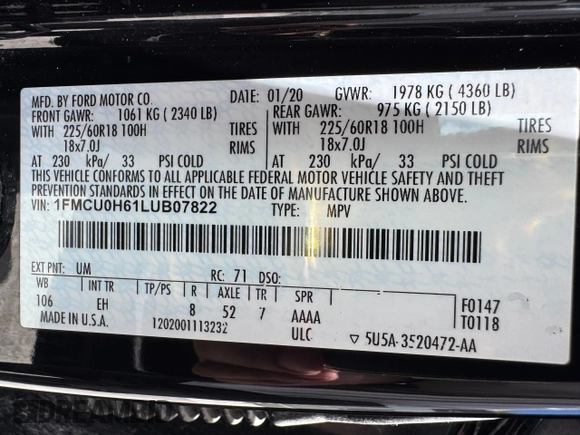 MFD. BY FORD MOTOR CO.
DATE: 01/20 GVWR: 1978 KG (4360 LB)
FRONT GAWR: 1061 KG (2340 LB)
REAR GAWR: 975 KG (2150 LB)
WITH 225/60R18 100H TIRES
WITH 225/60R18 100H TIRES
18x7.0J RIMS
18x7.0J RIMS
AT 230 kPa/ 33 PSI COLD
AT 230 kPa/ 33 PSI COLD
THIS VEHICLE CONFORMS TO ALL APPLICABLE FEDERAL MOTOR VEHICLE SAFETY AND THEFT
PREVENTION STANDARDS IN EFFECT ON THE DATE OF MANUFACTURE SHOWN ABOVE.
VIN: 1FMCU0H61LUB07822 TYPE: MPV
EXT PNT: UM RC: 71 DSO:
WB INT TR TP/PS R AXLE TR SPR
106 EH 8 52 7 AAAA
F0147
T0118
MADE IN U.S.A. 120200111323z ULC
▽ 5U5A-3520472-AA